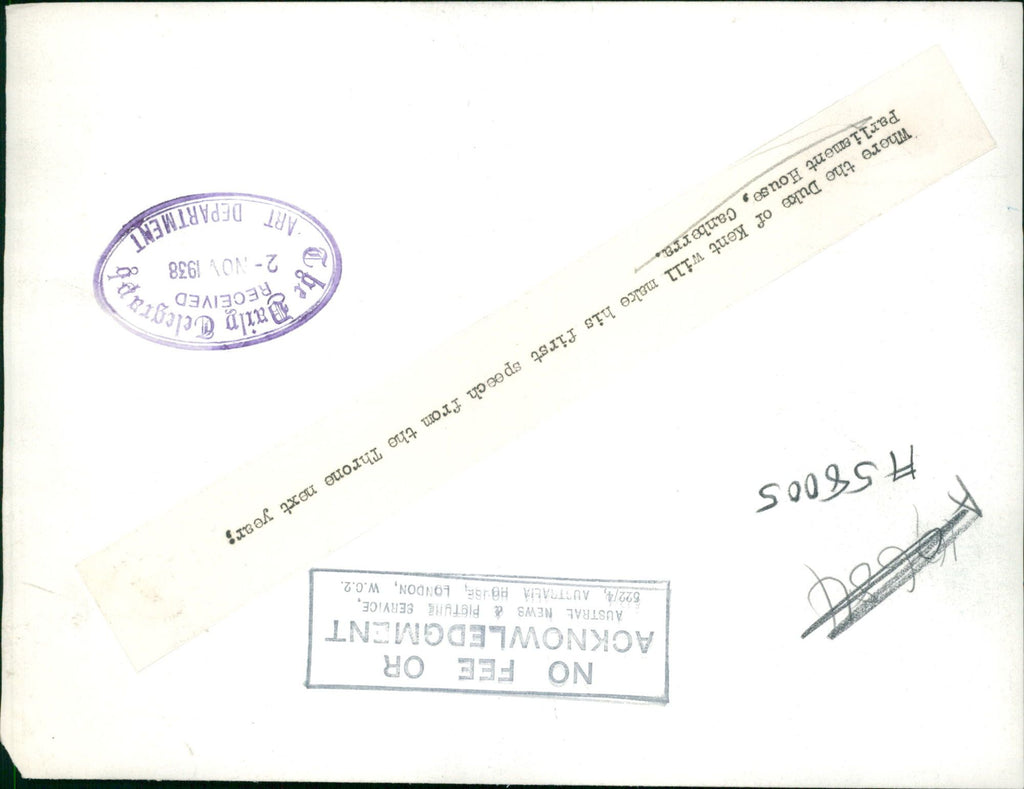 Where the Duke of Kent will make his first speech from the Throne next year;
Parliament House, Canberra.
The Daily Telegraph
RECEIVED
2- NOV 1938
ART DEPARTMENT
NO FEE OR
ACKNOWLEDGMENT
AUSTRAL NEWS & PICTURE SERVICE,
522/4, AUSTRALIA HOUSE, LONDON, W.C.2.
A58005